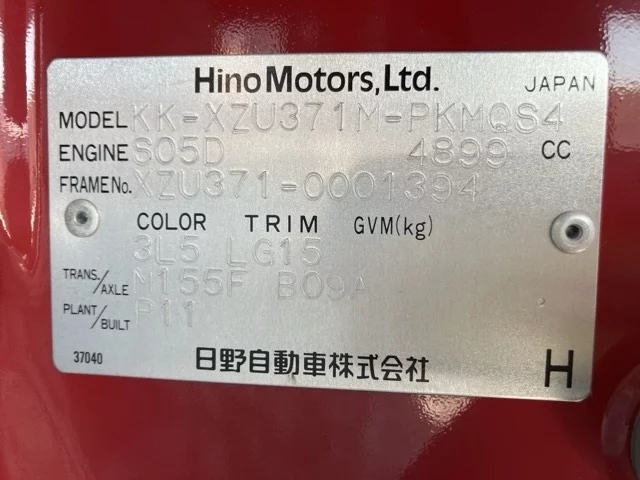 Hino Motors, Ltd. JAPAN
MODEL KK-XZU371M-PKMQS4
ENGINE S05D 4899 CC
FRAME No. XZU371-0001394
COLOR TRIM GVM(kg)
3L5 LG15
TRANS./AXLE M155F B09A
PLANT/BUILT P11
37040 日野自動車株式会社 H